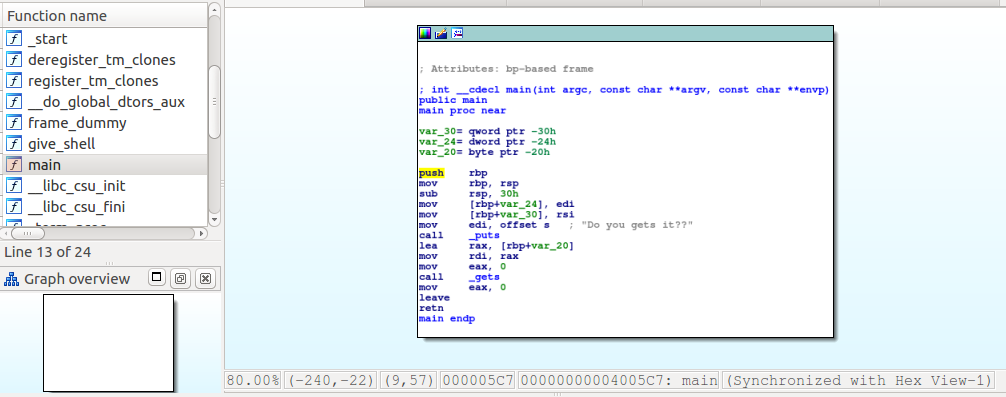 Function name
_start
deregister_tm_clones
register_tm_clones
__do_global_dtors_aux
frame_dummy
give_shell
main
__libc_csu_init
__libc_csu_fini
Line 13 of 24
Graph overview
; Attributes: bp-based frame
; int __cdecl main(int argc, const char **argv, const char **envp)
public main
main proc near
var_30= qword ptr -30h
var_24= dword ptr -24h
var_20= byte ptr -20h
push rbp
mov rbp, rsp
sub rsp, 30h
mov [rbp+var_24], edi
mov [rbp+var_30], rsi
mov edi, offset s ; "Do you gets it??"
call _puts
lea rax, [rbp+var_20]
mov rdi, rax
mov eax, 0
call _gets
mov eax, 0
leave
retn
main endp
80.00% (-240,-22) (9,57) 000005C7 00000000004005C7: main (Synchronized with Hex View-1)